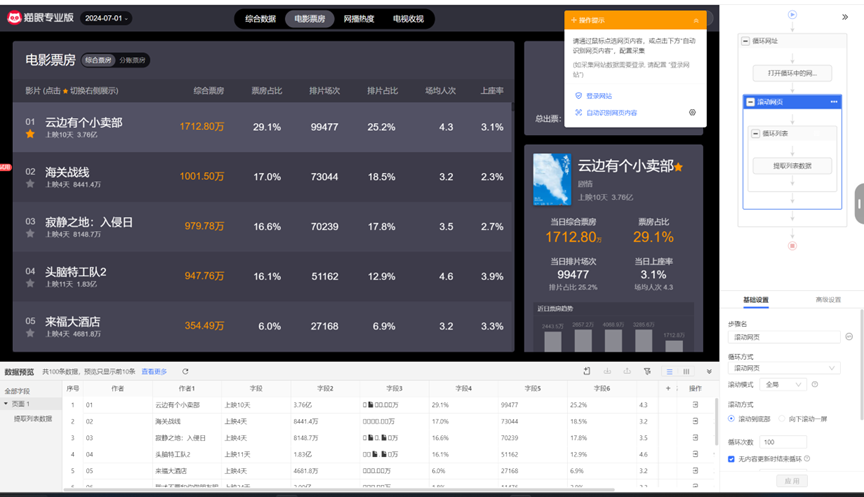 猫眼专业版 2024-07-01
综合数据 电影票房 网播热度 电视收视
电影票房 综合票房 分账票房
影片 (点击★切换右侧展示) 综合票房 票房占比 排片场次 排片占比 场均人次 上座率
01 云边有个小卖部 1712.80万 29.1% 99477 25.2% 4.3 3.1%
上映10天 3.76亿
02 海关战线 1001.50万 17.0% 73044 18.5% 3.2 2.3%
上映4天 8441.4万
03 寂静之地：入侵日 979.78万 16.6% 70239 17.8% 3.5 2.7%
上映4天 8148.7万
04 头脑特工队2 947.76万 16.1% 51162 12.9% 4.6 3.9%
上映11天 1.83亿
05 来福大酒店 354.49万 6.0% 27168 6.9% 3.2 3.3%
上映4天 4681.8万
操作提示
请通过鼠标点选网页内容，或点击下方"自动
识别网页内容"，配置采集
(如采集网站数据需要登录，请配置 "登录网
站")
登录网站
自动识别网页内容
总出票：
云边有个小卖部
剧情
上映10天 3.76亿
当日综合票房 票房占比
1712.80万 29.1%
当日排片场次 当日上座率
99477 3.1%
排片占比 25.2% 场均人次 4.3
近日票房趋势
1712.8万
循环网址
打开循环中的网...
滚动网页
循环列表
提取列表数据
基础设置 高级设置
步骤名
滚动网页
循环方式
滚动网页
滚动模式 全局
滚动方式
滚动到底部 向下滚动一屏
循环次数 100
无内容更新时结束循环
应用
数据预览 共100条数据，预览只显示前10条 查看更多
全部字段
页面 1
提取列表数据
序号 作者 作者1 字段 字段2 字段3 字段4 字段5 字段6 操作
1 01 云边有个小卖部 上映10天 3.76亿 29.1% 99477 25.2% 4.3
2 02 海关战线 上映4天 8441.4万 17.0% 73044 18.5% 3.2
3 03 寂静之地：入侵日 上映4天 8148.7万 16.6% 70239 17.8% 3.5
4 04 头脑特工队2 上映11天 1.83亿 16.1% 51162 12.9% 4.6
5 05 来福大酒店 上映4天 4681.8万 6.0% 27168 6.9% 3.2